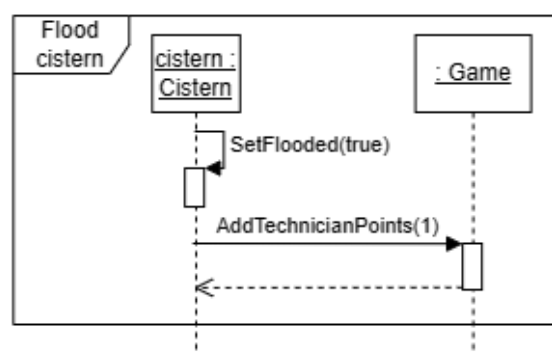 Flood
cistern
cistern :
Cistern
: Game
SetFlooded(true)
AddTechnicianPoints(1)